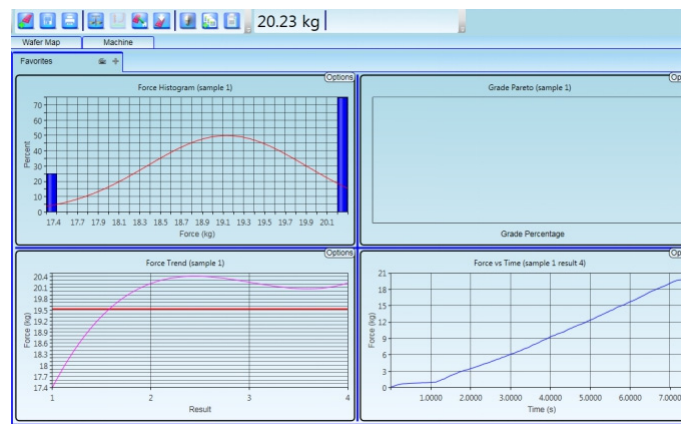 20.23 kg
Wafer Map Machine
Favorites
Options
Force Histogram (sample 1)
Percent
70
60
50
40
30
20
10
0
17.4 17.7 17.9 18.1 18.3 18.5 18.7 18.9 19.1 19.3 19.5 19.7 19.9 20.1
Force (kg)
Op
Grade Pareto (sample 1)
Grade Percentage
Options
Force Trend (sample 1)
Force (kg)
20.4
20.1
19.8
19.5
19.2
18.9
18.6
18.3
18
17.7
17.4
1 2 3 4
Result
Op
Force vs Time (sample 1 result 4)
Force (kg)
21
18
15
12
9
6
3
0
1.0000 2.0000 3.0000 4.0000 5.0000 6.0000 7.0000
Time (s)